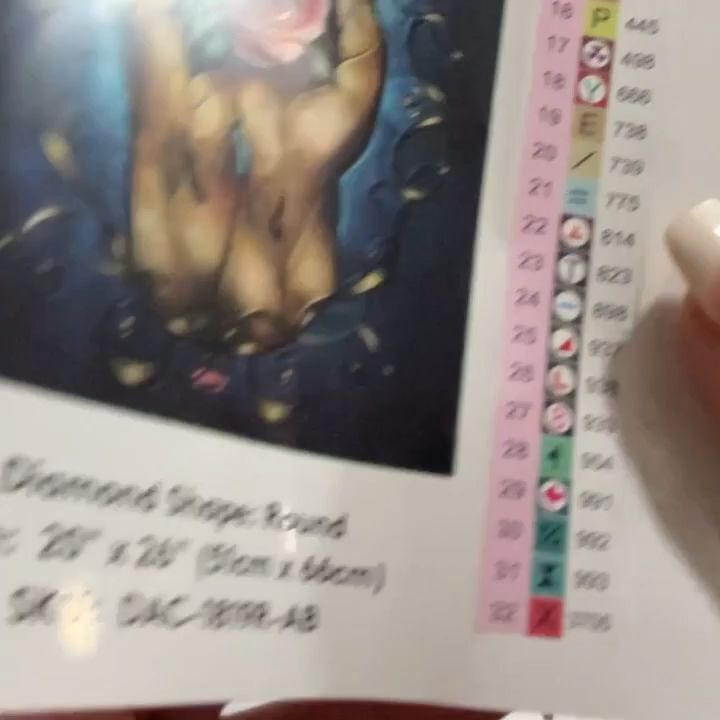 16 P 445
17 498
18 Y 666
19 E 738
20 / 739
21 = 775
22 814
23 T 823
24 898
25
26
27
28 954
29 991
30 992
31 993
32
Diamond Shape: Round
20" x 26" (51cm x 66cm)
DAC-1819R-AB